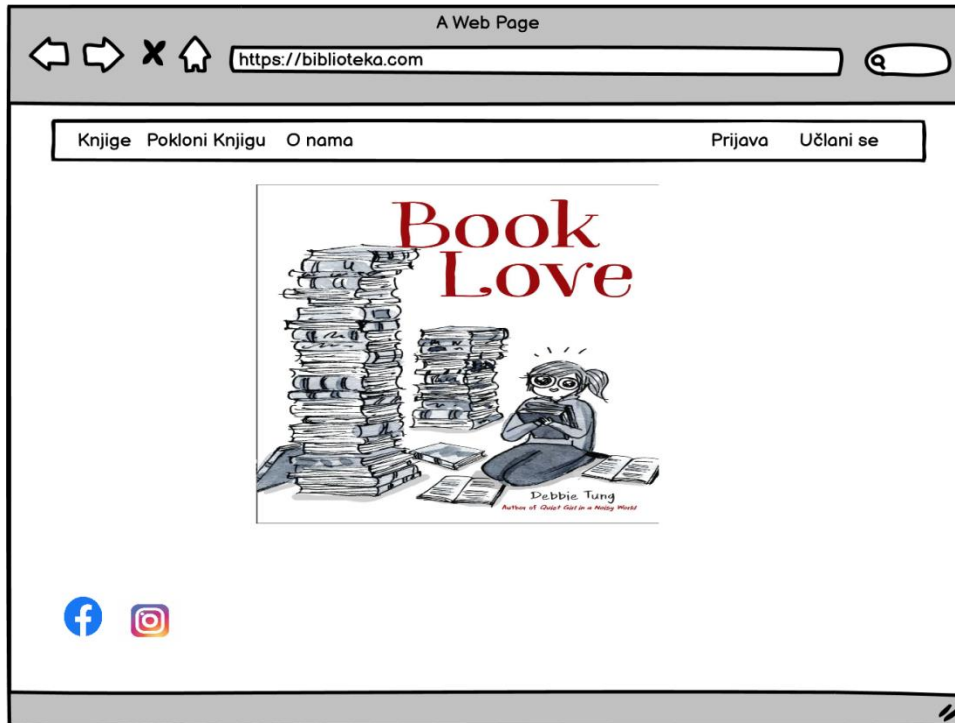 A Web Page
https://biblioteka.com
Knjige Pokloni Knjigu O nama Prijava Učlani se
Book
Love
Debbie Tung
Author of Quiet Girl in a Noisy World